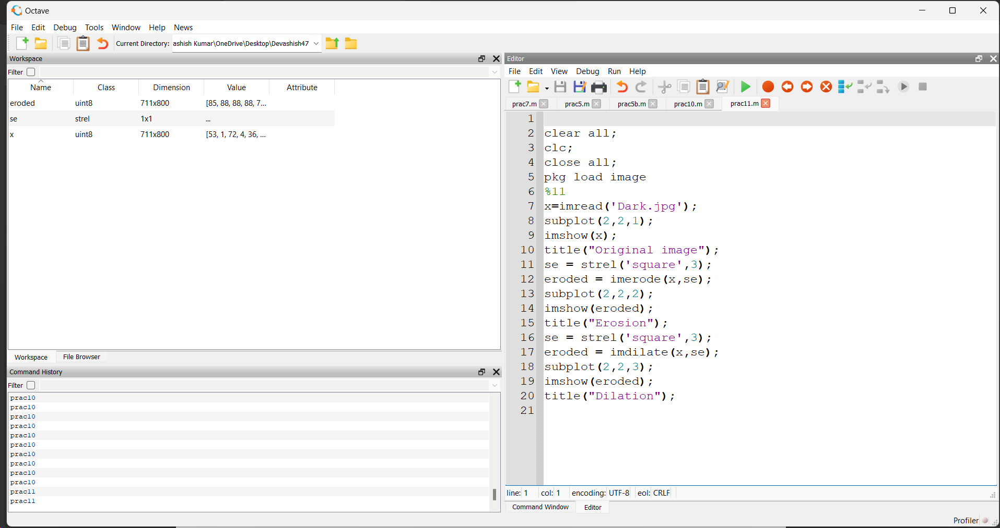 Octave
File Edit Debug Tools Window Help News
Current Directory: ashish Kumar\OneDrive\Desktop\Devashish47
Workspace
Filter
Name Class Dimension Value Attribute
eroded uint8 711x800 [85, 88, 88, 88, 7...
se strel 1x1 ...
x uint8 711x800 [53, 1, 72, 4, 36, ...
Workspace File Browser
Command History
Filter
prac10
prac10
prac10
prac10
prac10
prac10
prac10
prac10
prac10
prac10
prac11
prac11
Editor
File Edit View Debug Run Help
prac7.m prac5.m prac5b.m prac10.m prac11.m
1
2 clear all;
3 clc;
4 close all;
5 pkg load image
6 %11
7 x=imread('Dark.jpg');
8 subplot(2,2,1);
9 imshow(x);
10 title("Original image");
11 se = strel('square',3);
12 eroded = imerode(x,se);
13 subplot(2,2,2);
14 imshow(eroded);
15 title("Erosion");
16 se = strel('square',3);
17 eroded = imdilate(x,se);
18 subplot(2,2,3);
19 imshow(eroded);
20 title("Dilation");
21
line: 1 col: 1 encoding: UTF-8 eol: CRLF
Command Window Editor
Profiler